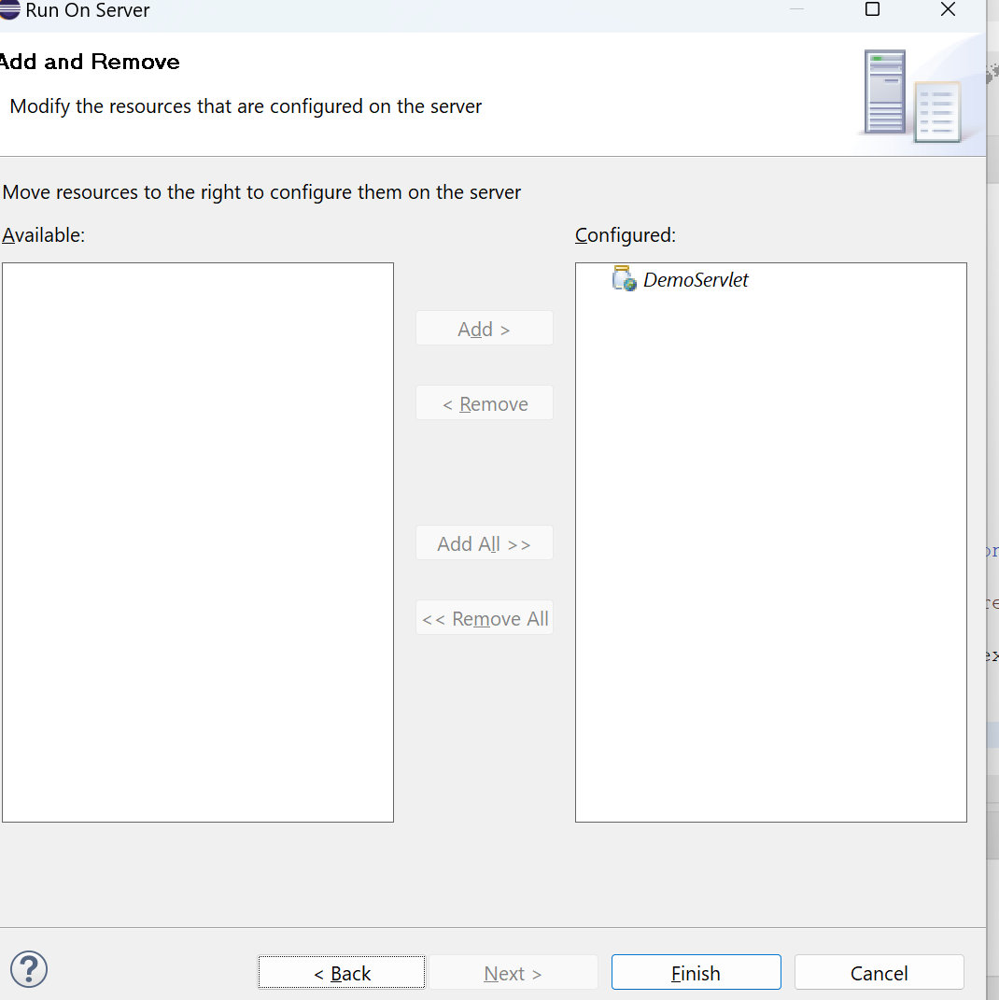 Run On Server
Add and Remove
Modify the resources that are configured on the server
Move resources to the right to configure them on the server
Available:
Configured:
DemoServlet
Add >
< Remove
Add All >>
<< Remove All
?
< Back
Next >
Finish
Cancel